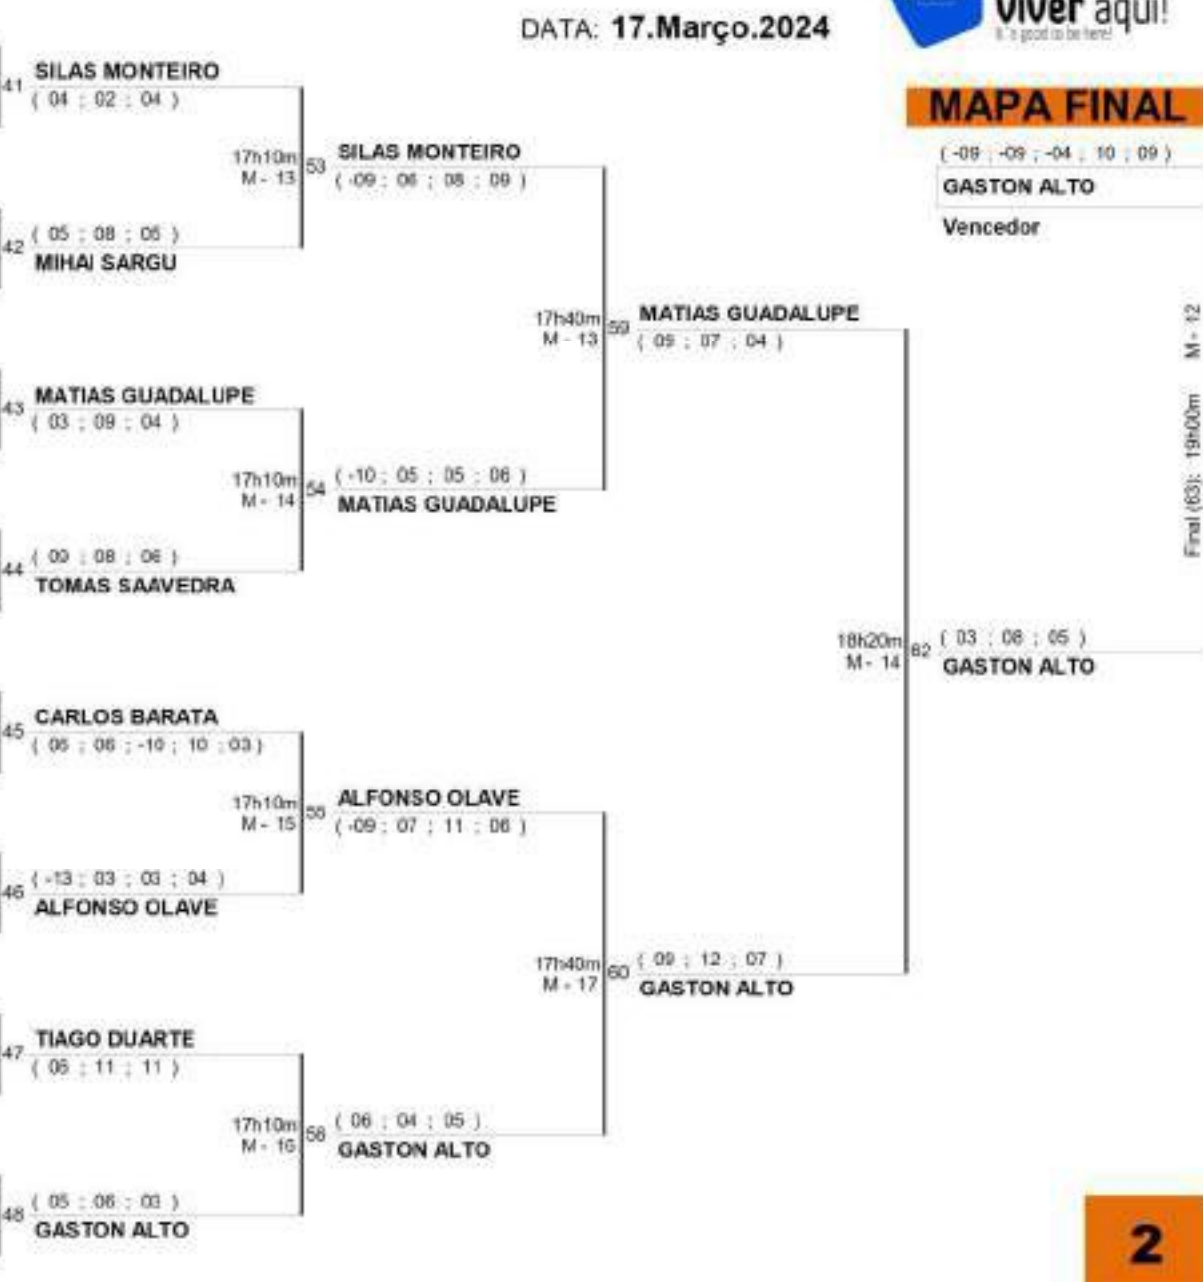 DATA: 17.Março.2024
viver aqui!
It´s good to be here!
MAPA FINAL
( -09 ; -09 ; -04 ; 10 ; 09 )
GASTON ALTO
Vencedor
Final (63): 19h00m M - 12
41 SILAS MONTEIRO
( 04 ; 02 ; 04 )
17h10m 53
M - 13
SILAS MONTEIRO
( -09 ; 06 ; 08 ; 09 )
( 05 ; 08 ; 05 )
42 MIHAI SARGU
17h40m 59
M - 13
MATIAS GUADALUPE
( 09 ; 07 ; 04 )
43 MATIAS GUADALUPE
( 03 ; 09 ; 04 )
17h10m 54
M - 14
( -10 ; 05 ; 05 ; 06 )
MATIAS GUADALUPE
44 ( 09 ; 08 ; 06 )
TOMAS SAAVEDRA
18h20m 62
M - 14
( 03 ; 08 ; 05 )
GASTON ALTO
45 CARLOS BARATA
( 06 ; 06 ; -10 ; 10 ; 03 )
17h10m 55
M - 15
ALFONSO OLAVE
( -09 ; 07 ; 11 ; 06 )
46 ( -13 ; 03 ; 03 ; 04 )
ALFONSO OLAVE
17h40m 60
M - 17
( 09 ; 12 ; 07 )
GASTON ALTO
47 TIAGO DUARTE
( 06 ; 11 ; 11 )
17h10m 56
M - 16
( 06 ; 04 ; 05 )
GASTON ALTO
48 ( 05 ; 06 ; 03 )
GASTON ALTO
2